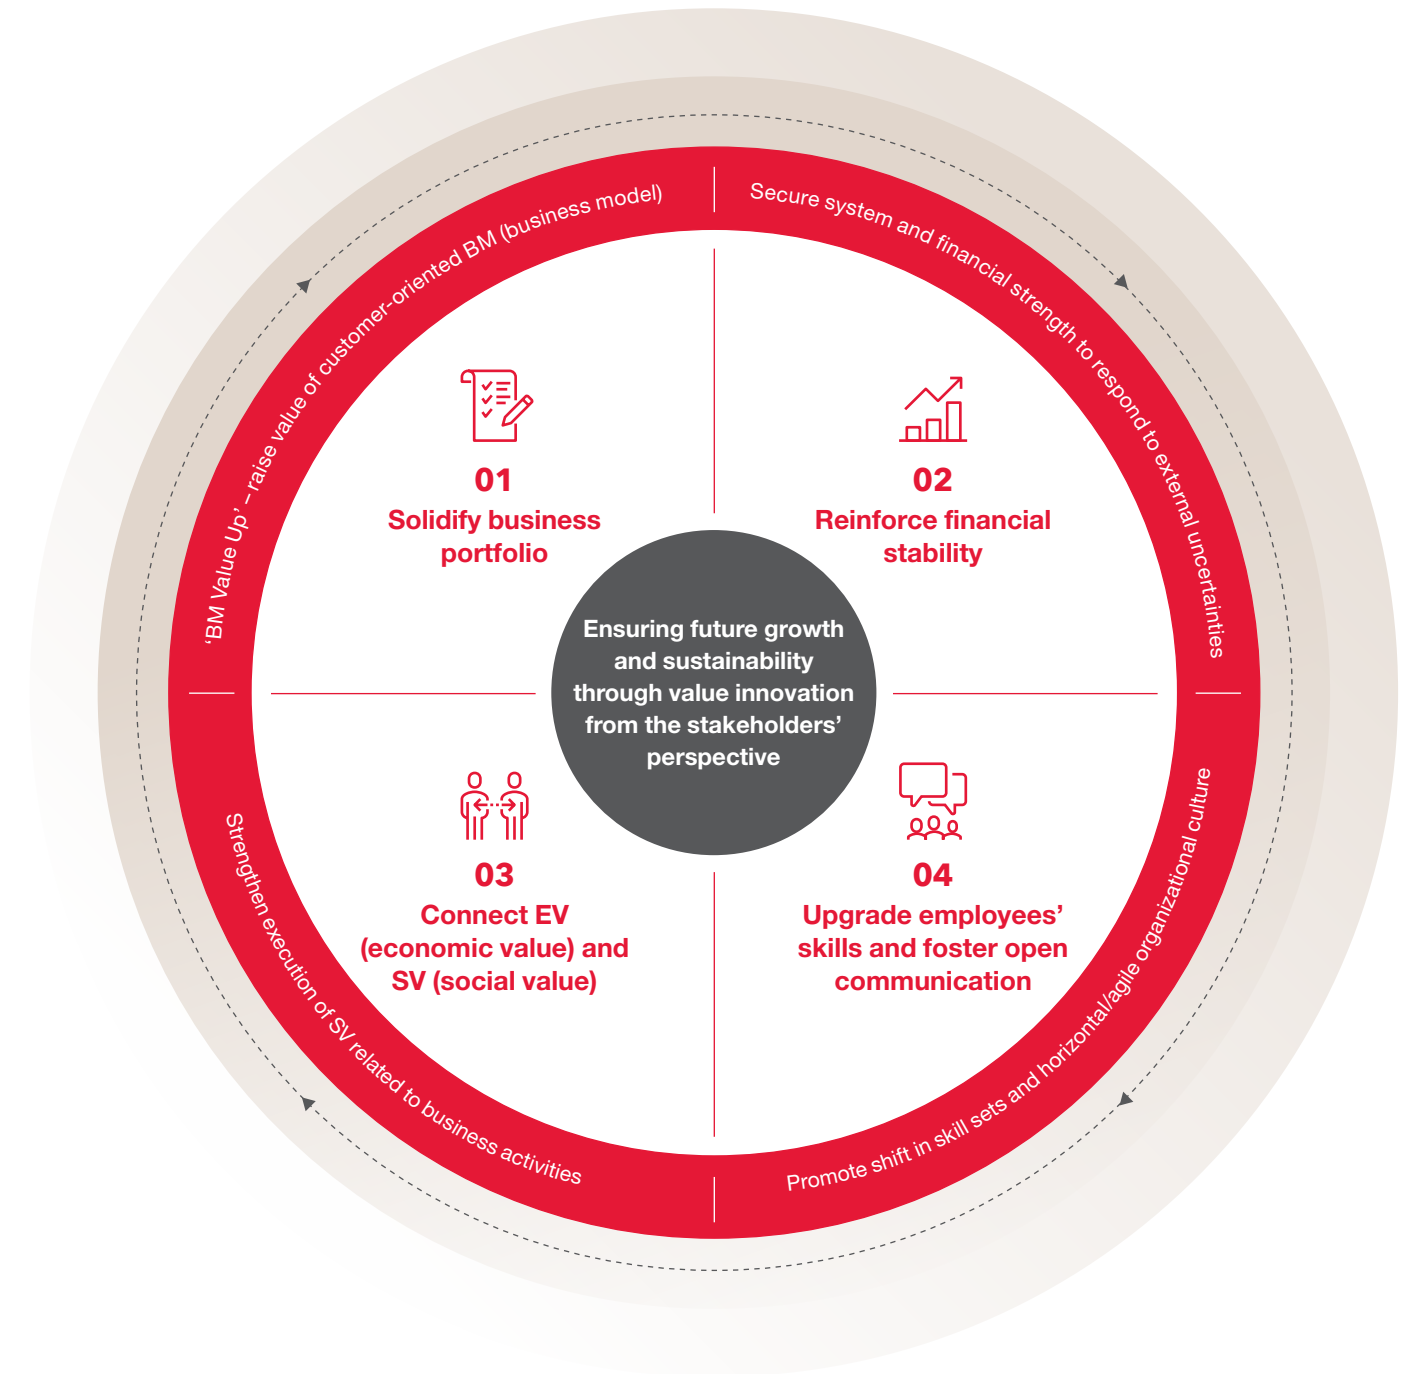 ‘BM Value Up’ – raise value of customer-oriented BM (business model)
Secure system and financial strength to respond to external uncertainties
01
Solidify business
portfolio
02
Reinforce financial
stability
Ensuring future growth
and sustainability
through value innovation
from the stakeholders’
perspective
03
Connect EV
(economic value) and
SV (social value)
04
Upgrade employees’
skills and foster open
communication
Strengthen execution of SV related to business activities
Promote shift in skill sets and horizontal/agile organizational culture